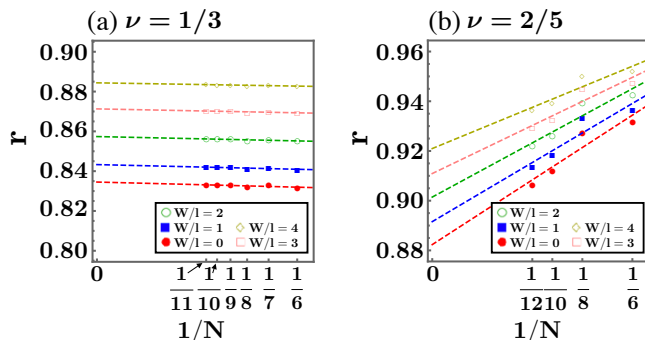 (a) ν = 1/3
r
0.90
0.88
0.86
0.84
0.82
0.80
W/l = 2
W/l = 1
W/l = 0
W/l = 4
W/l = 3
0 1/11 1/10 1/9 1/8 1/7 1/6
1/N
(b) ν = 2/5
r
0.96
0.94
0.92
0.90
0.88
W/l = 2
W/l = 1
W/l = 0
W/l = 4
W/l = 3
0 1/12 1/10 1/8 1/6
1/N